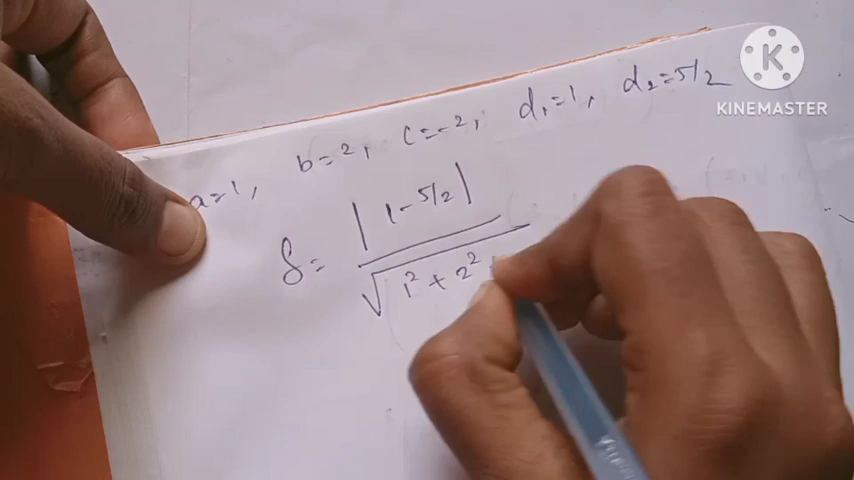 K
KINEMASTER
a=1, b=2, c=-2, d₁=1, d₂=5/2
δ= |1-5/2|
√1²+2²+